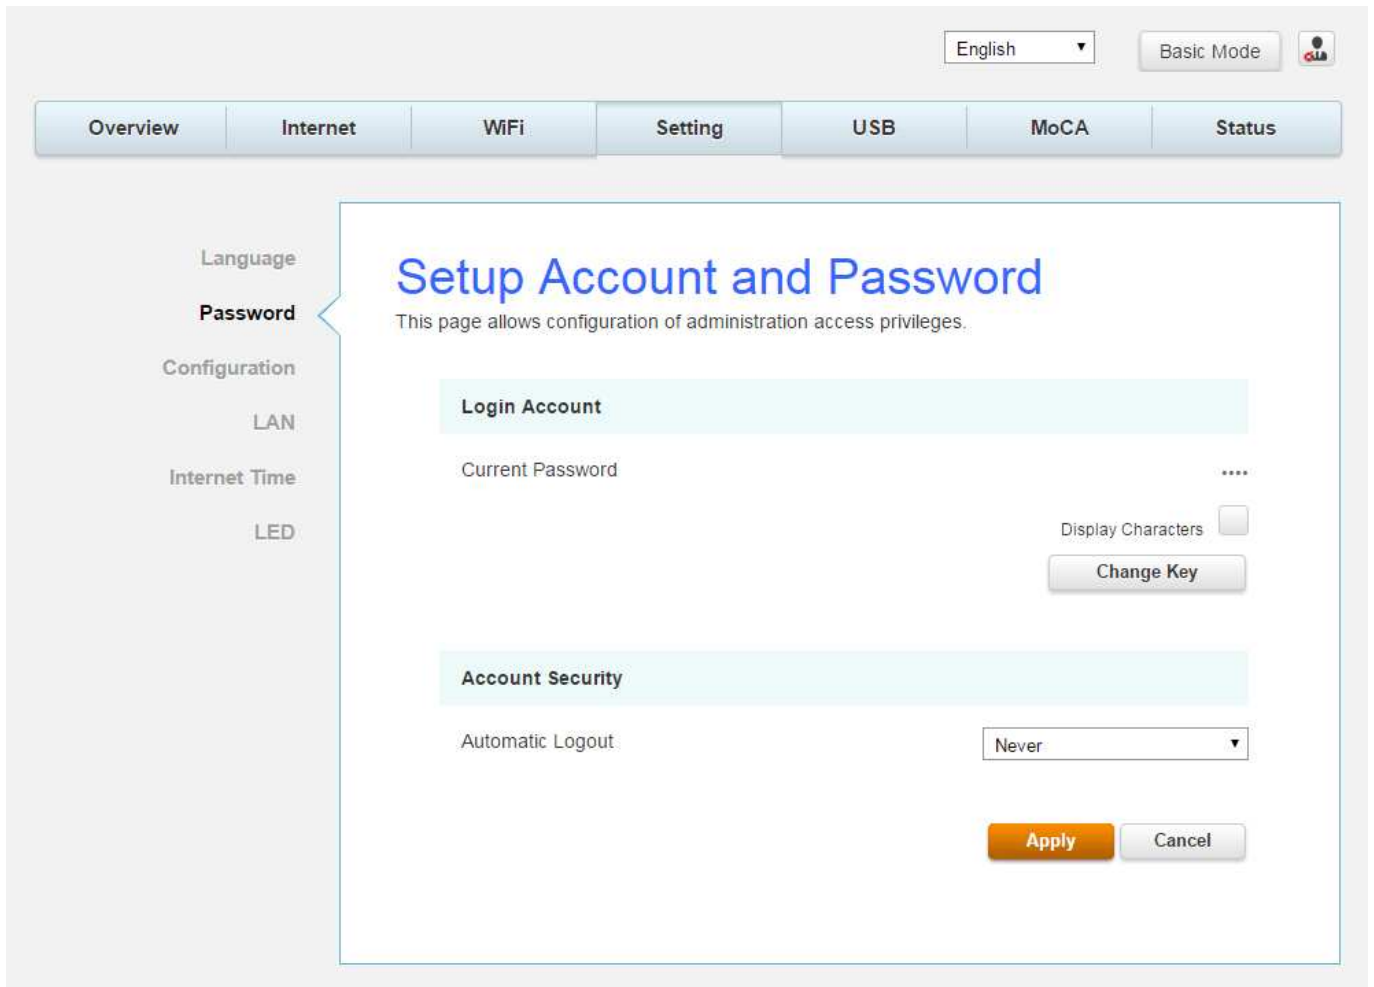 English
Basic Mode
Overview Internet WiFi Setting USB MoCA Status
Language
Password
Configuration
LAN
Internet Time
LED
Setup Account and Password
This page allows configuration of administration access privileges.
Login Account
Current Password ••••
Display Characters
Change Key
Account Security
Automatic Logout Never
Apply Cancel